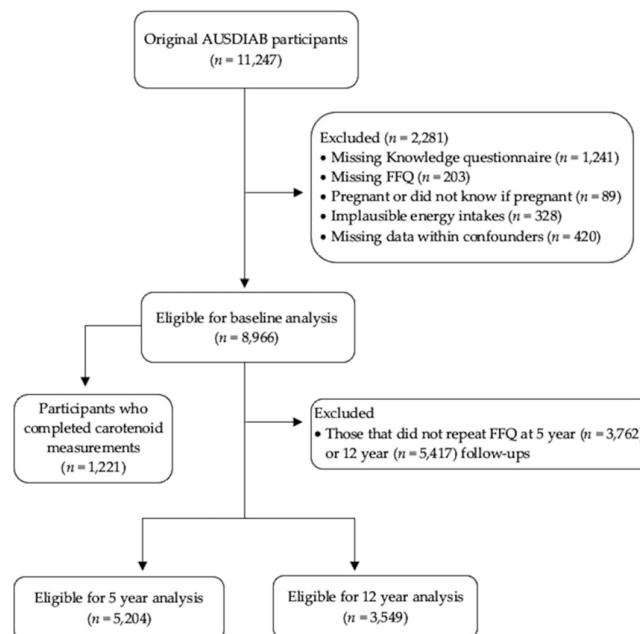 Original AUSDIAB participants
(n = 11,247)
Excluded (n = 2,281)
• Missing Knowledge questionnaire (n = 1,241)
• Missing FFQ (n = 203)
• Pregnant or did not know if pregnant (n = 89)
• Implausible energy intakes (n = 328)
• Missing data within confounders (n = 420)
Eligible for baseline analysis
(n = 8,966)
Participants who
completed carotenoid
measurements
(n = 1,221)
Excluded
• Those that did not repeat FFQ at 5 year (n = 3,762)
or 12 year (n = 5,417) follow-ups
Eligible for 5 year analysis
(n = 5,204)
Eligible for 12 year analysis
(n = 3,549)